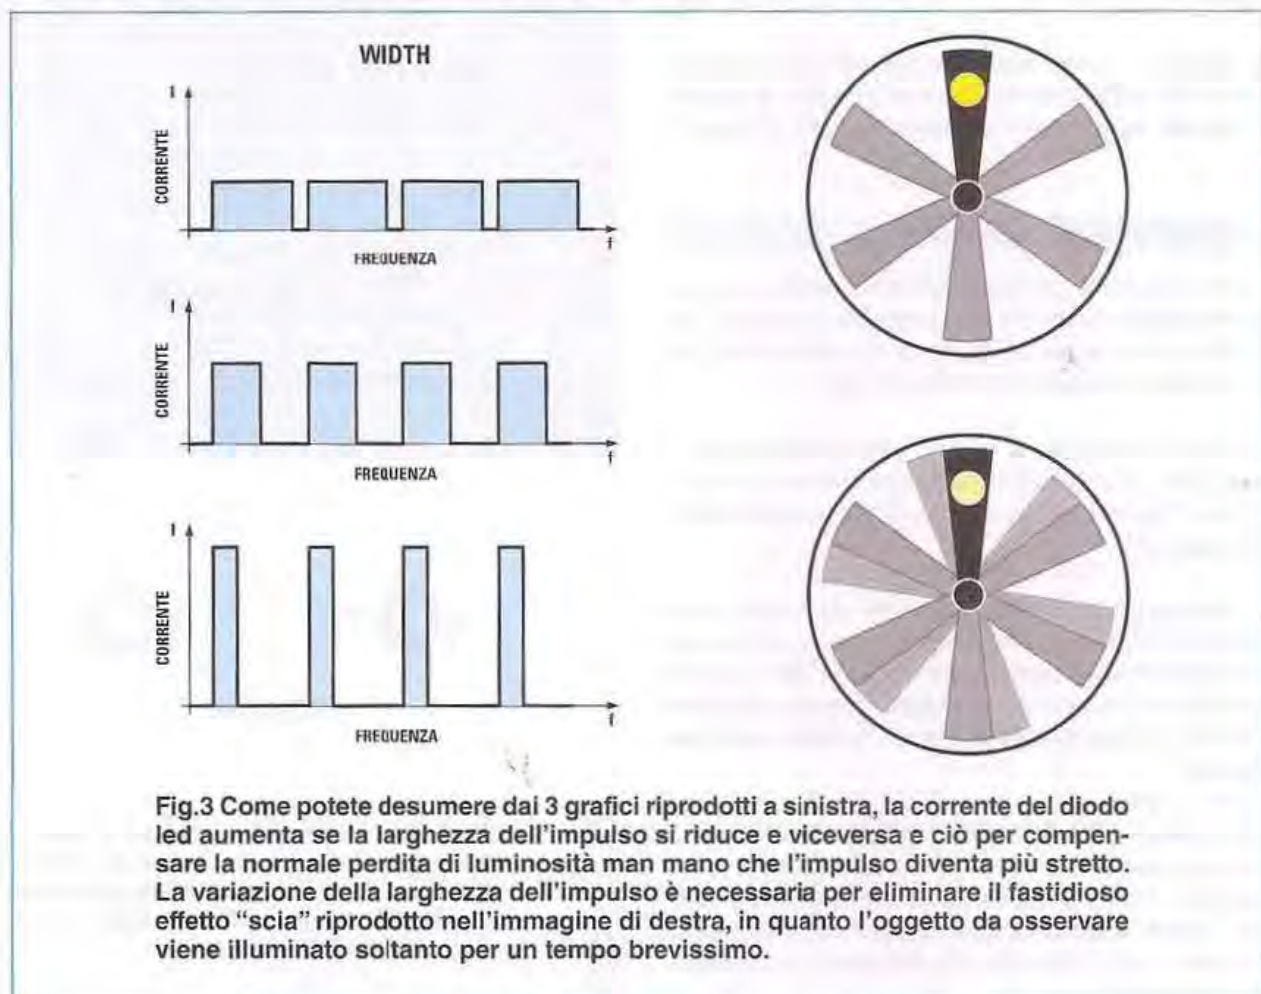 WIDTH
I
CORRENTE
f
FREQUENZA
I
CORRENTE
f
FREQUENZA
I
CORRENTE
f
FREQUENZA
Fig.3 Come potete desumere dai 3 grafici riprodotti a sinistra, la corrente del diodo
led aumenta se la larghezza dell'impulso si riduce e viceversa e ciò per compen-
sare la normale perdita di luminosità man mano che l'impulso diventa più stretto.
La variazione della larghezza dell'impulso è necessaria per eliminare il fastidioso
effetto "scia" riprodotto nell'immagine di destra, in quanto l'oggetto da osservare
viene illuminato soltanto per un tempo brevissimo.